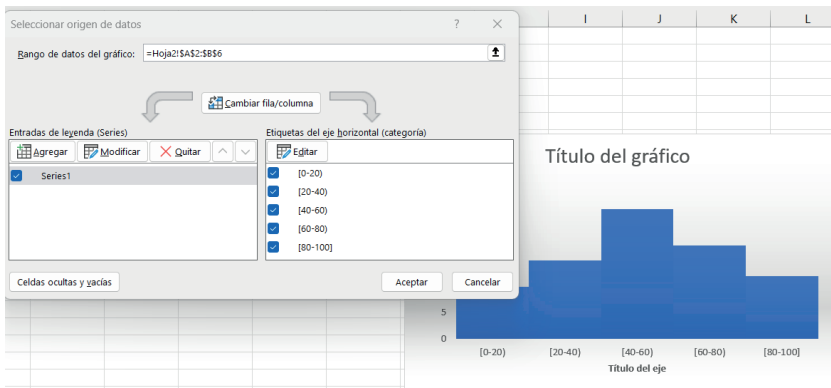 Seleccionar origen de datos ? ×
Rango de datos del gráfico: =Hoja2!$A$2:$B$6
Cambiar fila/columna
Entradas de leyenda (Series)
Agregar Modificar Quitar
Series1
Etiquetas del eje horizontal (categoría)
Editar
[0-20)
[20-40)
[40-60)
[60-80)
[80-100]
Celdas ocultas y vacías
Aceptar Cancelar
I J K L
Título del gráfico
5
0
[0-20) [20-40) [40-60) [60-80) [80-100]
Título del eje